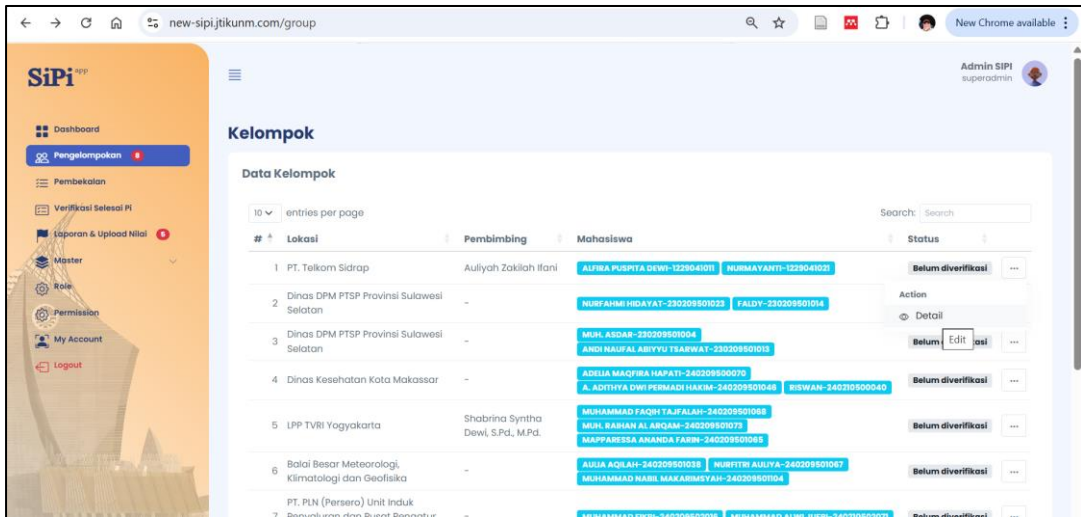 new-sipi.jtikunm.com/group
New Chrome available
SiPi app
Admin SIPI
superadmin
Dashboard
Pengelompokan
Pembekalan
Verifikasi Selesai PI
Laporan & Upload Nilai
Master
Role
Permission
My Account
Logout
Kelompok
Data Kelompok
10 entries per page
Search: Search
# Lokasi Pembimbing Mahasiswa Status
1 PT. Telkom Sidrap Auliyah Zakilah Ifani ALFIRA PUSPITA DEWI-1229041011 NURMAYANTI-1229041021 Belum diverifikasi ...
Action
Detail
Edit
2 Dinas DPM PTSP Provinsi Sulawesi
Selatan - NURFAHMI HIDAYAT-230209501023 FALDY-230209501014
3 Dinas DPM PTSP Provinsi Sulawesi
Selatan - MUH. ASDAR-230209501004
ANDI NAUFAL ABIYYU TSARWAT-230209501013 ...
4 Dinas Kesehatan Kota Makassar - ADELIA MAQFIRA HAPATI-240209500070
A. ADITHYA DWI PERMADI HAKIM-240209501046 RISWAN-240210500040 Belum diverifikasi ...
5 LPP TVRI Yogyakarta Shabrina Syntha
Dewi, S.Pd., M.Pd. MUHAMMAD FAQIH TAJFALAH-240209501068
MUH. RAIHAN AL ARQAM-240209501073
MAPPARESSA ANANDA FARIN-240209501065 Belum diverifikasi ...
6 Balai Besar Meteorologi,
Klimatologi dan Geofisika - AULIA AQILAH-240209501038 NURFITRI AULIYA-240209501067
MUHAMMAD NABIL MAKARIMSYAH-240209501104 Belum diverifikasi ...
PT. PLN (Persero) Unit Induk
7 Penyaluran dan Pusat Pengatur - Belum diverifikasi